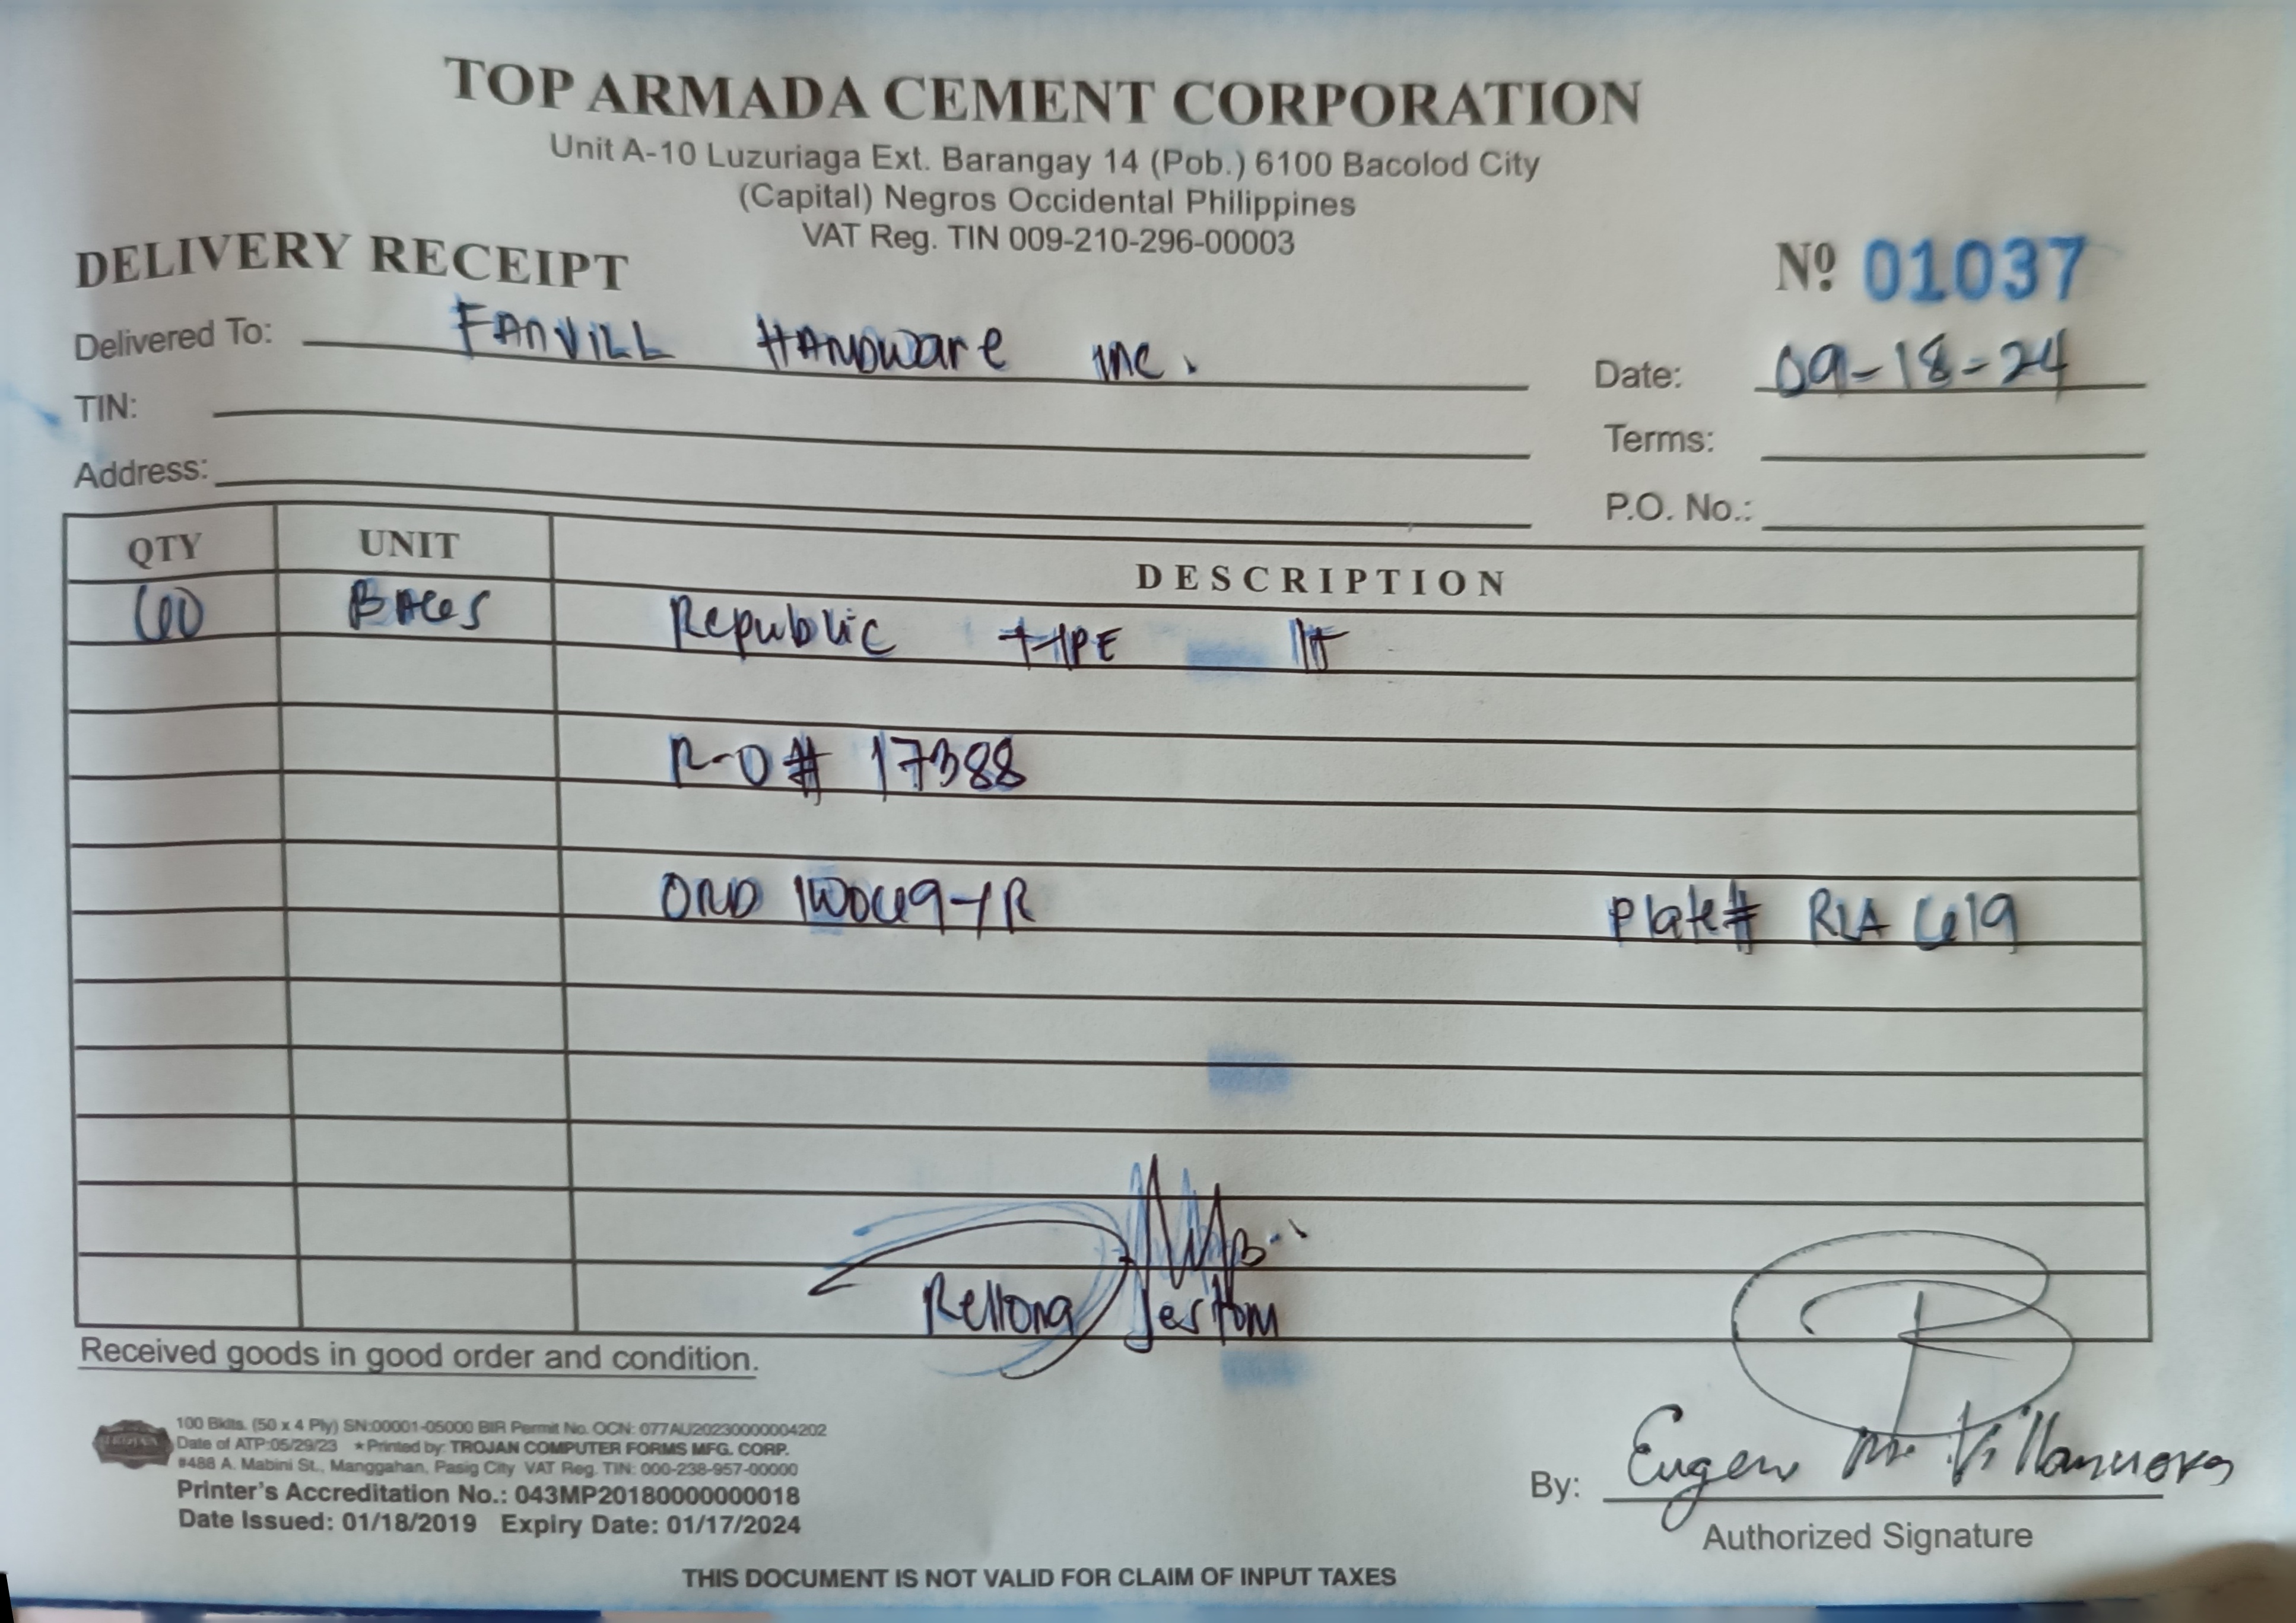 TOP ARMADA CEMENT CORPORATION
Unit A-10 Luzuriaga Ext. Barangay 14 (Pob.) 6100 Bacolod City
(Capital) Negros Occidental Philippines
VAT Reg. TIN 009-210-296-00003
DELIVERY RECEIPT
Nº 01037
Delivered To: FANVILL HARDWARE INC.
Date: 09-18-24
TIN:
Terms:
Address:
P.O. No.:
QTY UNIT DESCRIPTION
60 BAGS Republic TYPE 1T
R-O# 17388
Plate# RLA 619
Rellona Jestom
Received goods in good order and condition.
100 Bklts. (50 x 4 Ply) SN:00001-05000 BIR Permit No. OCN: 077AU20230000004202
Date of ATP:05/29/23 ★Printed by: TROJAN COMPUTER FORMS MFG. CORP.
#488 A. Mabini St., Manggahan, Pasig City VAT Reg. TIN: 000-238-957-00000
Printer's Accreditation No.: 043MP20180000000018
Date Issued: 01/18/2019 Expiry Date: 01/17/2024
By: Eugene M. Villanueva
Authorized Signature
THIS DOCUMENT IS NOT VALID FOR CLAIM OF INPUT TAXES